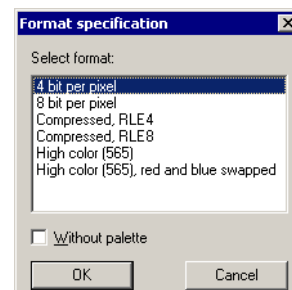 Format specification
Select format:
4 bit per pixel
8 bit per pixel
Compressed, RLE4
Compressed, RLE8
High color (565)
High color (565), red and blue swapped
Without palette
OK
Cancel